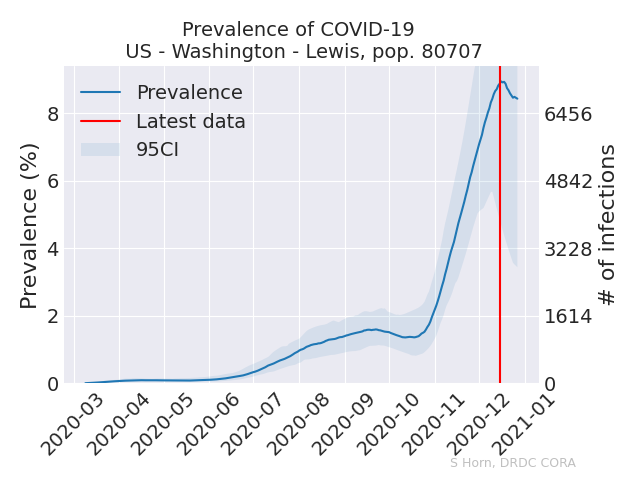 Prevalence of COVID-19
US - Washington - Lewis, pop. 80707
Prevalence
Latest data
95CI
Prevalence (%)
8
6
4
2
0
6456
4842
3228
1614
0
# of infections
2020-03
2020-04
2020-05
2020-06
2020-07
2020-08
2020-09
2020-10
2020-11
2020-12
2021-01
S Horn, DRDC CORA